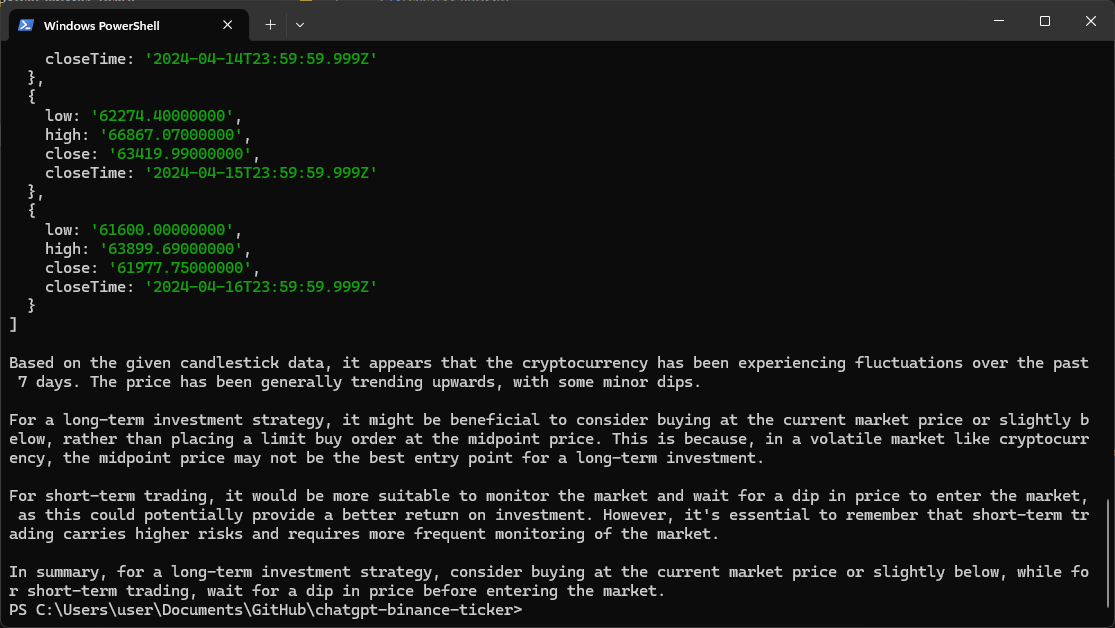 Windows PowerShell
closeTime: '2024-04-14T23:59:59.999Z'
},
{
low: '62274.40000000',
high: '66867.07000000',
close: '63419.99000000',
closeTime: '2024-04-15T23:59:59.999Z'
},
{
low: '61600.00000000',
high: '63899.69000000',
close: '61977.75000000',
closeTime: '2024-04-16T23:59:59.999Z'
}
]
Based on the given candlestick data, it appears that the cryptocurrency has been experiencing fluctuations over the past
7 days. The price has been generally trending upwards, with some minor dips.
For a long-term investment strategy, it might be beneficial to consider buying at the current market price or slightly b
elow, rather than placing a limit buy order at the midpoint price. This is because, in a volatile market like cryptocurr
ency, the midpoint price may not be the best entry point for a long-term investment.
For short-term trading, it would be more suitable to monitor the market and wait for a dip in price to enter the market,
as this could potentially provide a better return on investment. However, it's essential to remember that short-term tr
ading carries higher risks and requires more frequent monitoring of the market.
In summary, for a long-term investment strategy, consider buying at the current market price or slightly below, while fo
r short-term trading, wait for a dip in price before entering the market.
PS C:\Users\user\Documents\GitHub\chatgpt-binance-ticker>